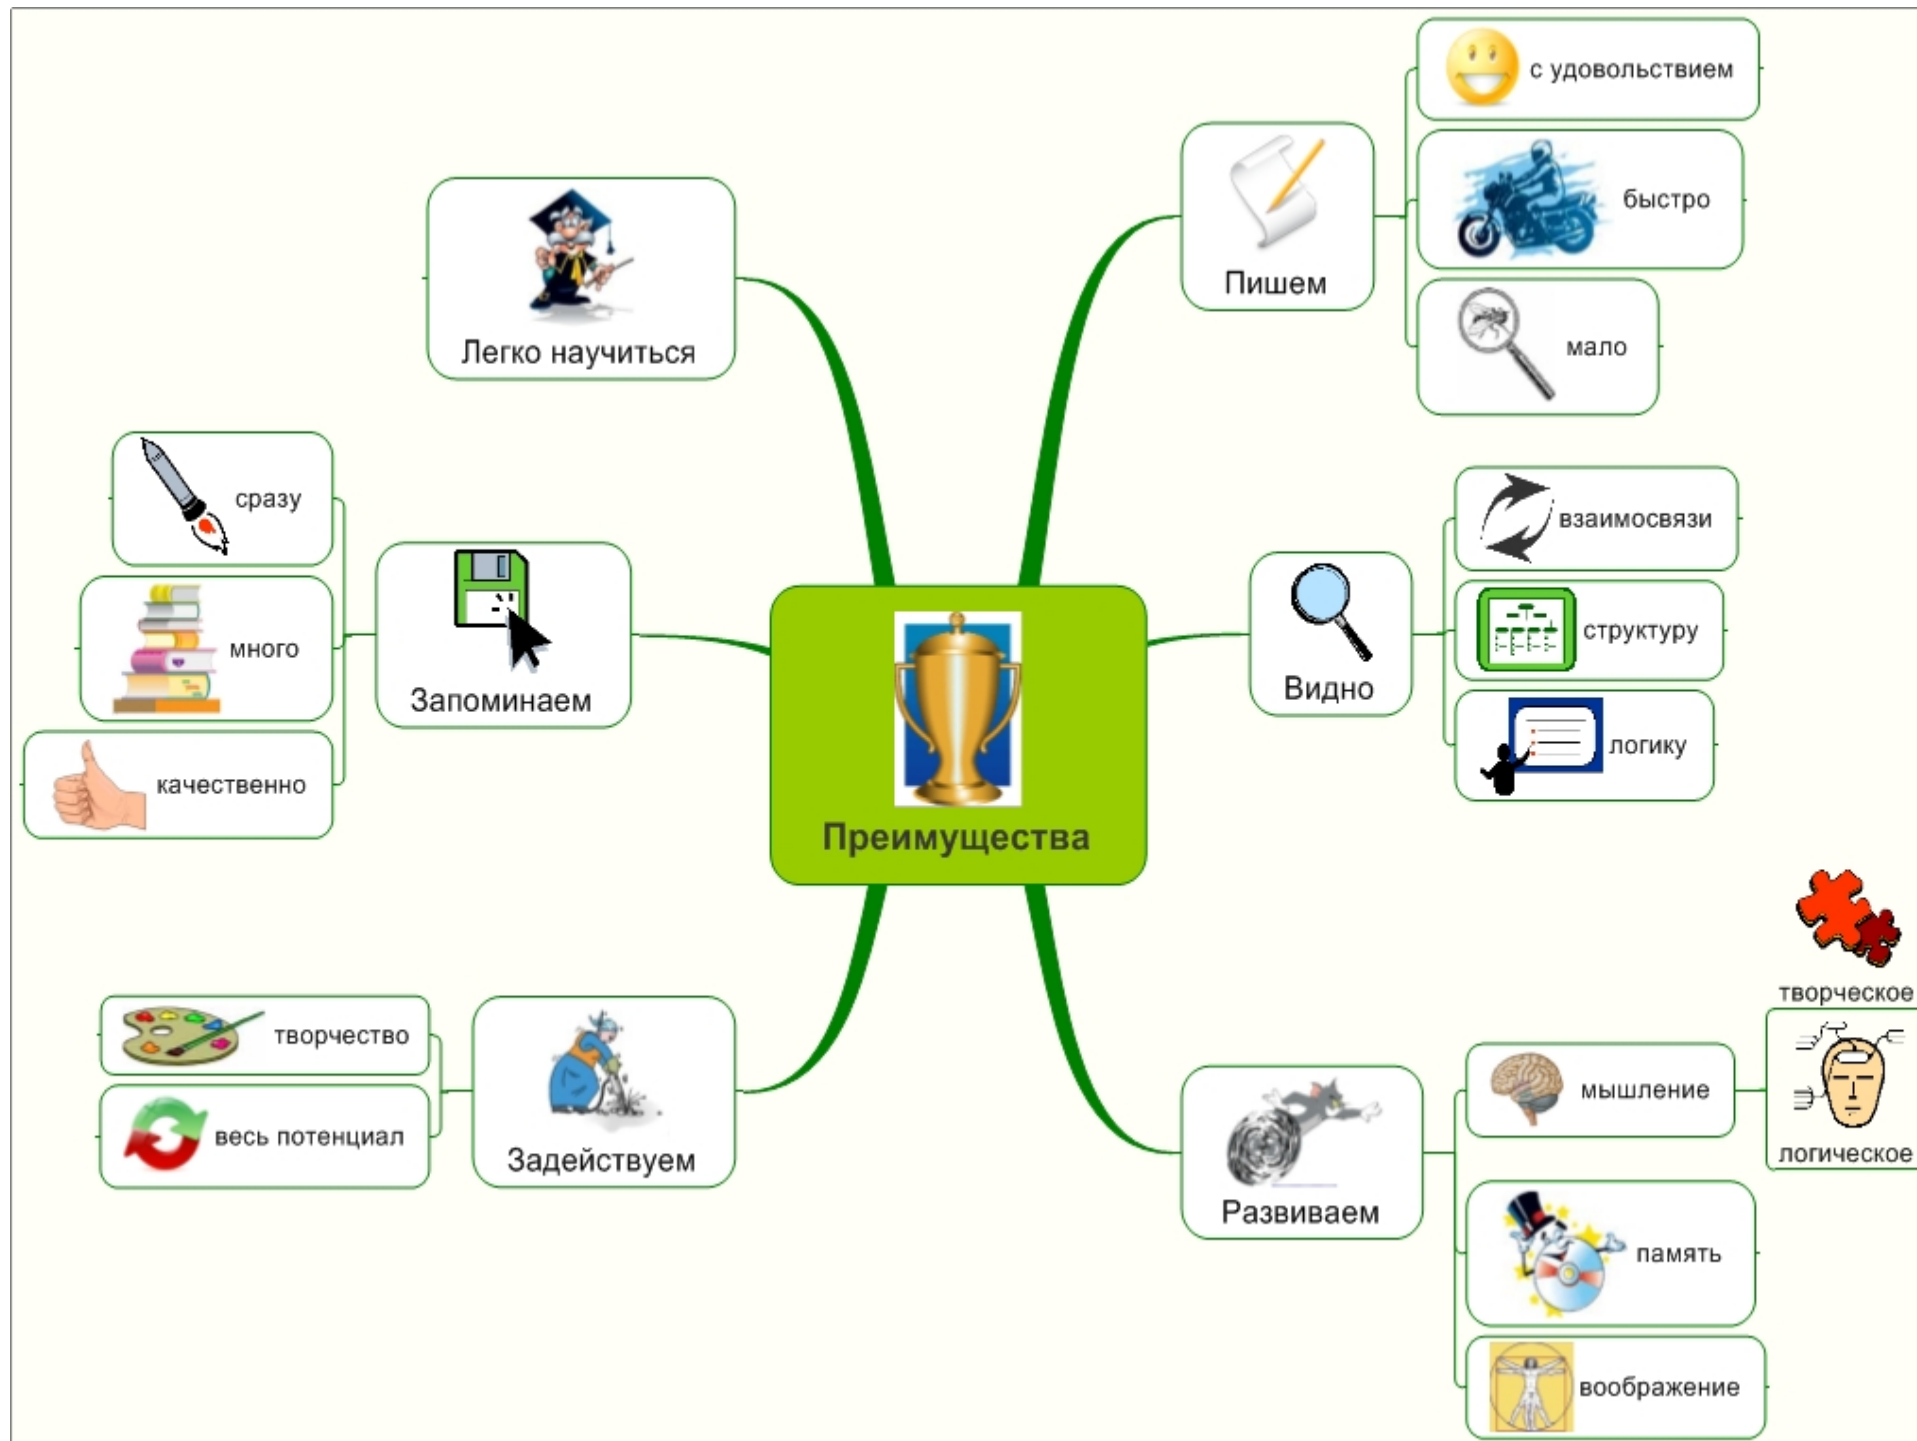 Преимущества
Пишем
с удовольствием
быстро
мало
Видно
взаимосвязи
структуру
логику
Развиваем
мышление
творческое
логическое
память
воображение
Задействуем
творчество
весь потенциал
Запоминаем
сразу
много
качественно
Легко научиться